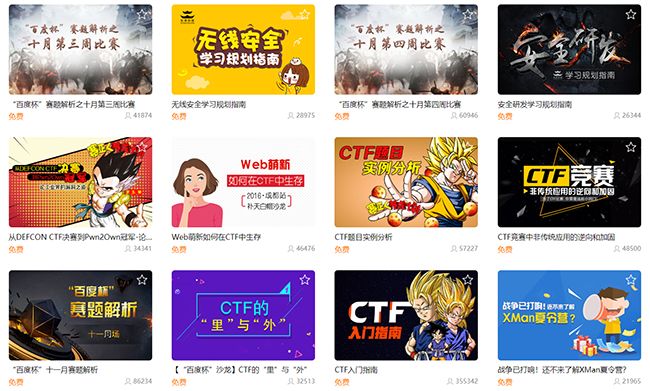 “百度杯”赛题解析之
十月第三周比赛
无线安全
学习规划指南
“百度杯”赛题解析之
十月第四周比赛
安全研发
学习规划指南
“百度杯”赛题解析之十月第三周比赛
无线安全学习规划指南
“百度杯”赛题解析之十月第四周比赛
安全研发学习规划指南
免费 41874
免费 28975
免费 60946
免费 26344
从DEFCON CTF决赛到
Web萌新
如何在CTF中生存
2016·成都站
补天白帽沙龙
CTF题目
实例分析
CTF竞赛
中非传统应用的逆向和加固
从DEFCON CTF决赛到Pwn2Own冠军-论...
Web萌新如何在CTF中生存
CTF题目实例分析
CTF竞赛中非传统应用的逆向和加固
免费 34341
免费 46476
免费 57227
免费 48500
“百度杯”
赛题解析
十一月场
CTF的
“里”与“外”
CTF
入门指南
战争已打响!还不来了解
XMan夏令营?
“百度杯”十一月赛题解析
【“百度杯”沙龙】CTF的“里”与“外”
CTF入门指南
战争已打响!还不来了解XMan夏令营?
免费 86234
免费 32513
免费 355342
免费 21965